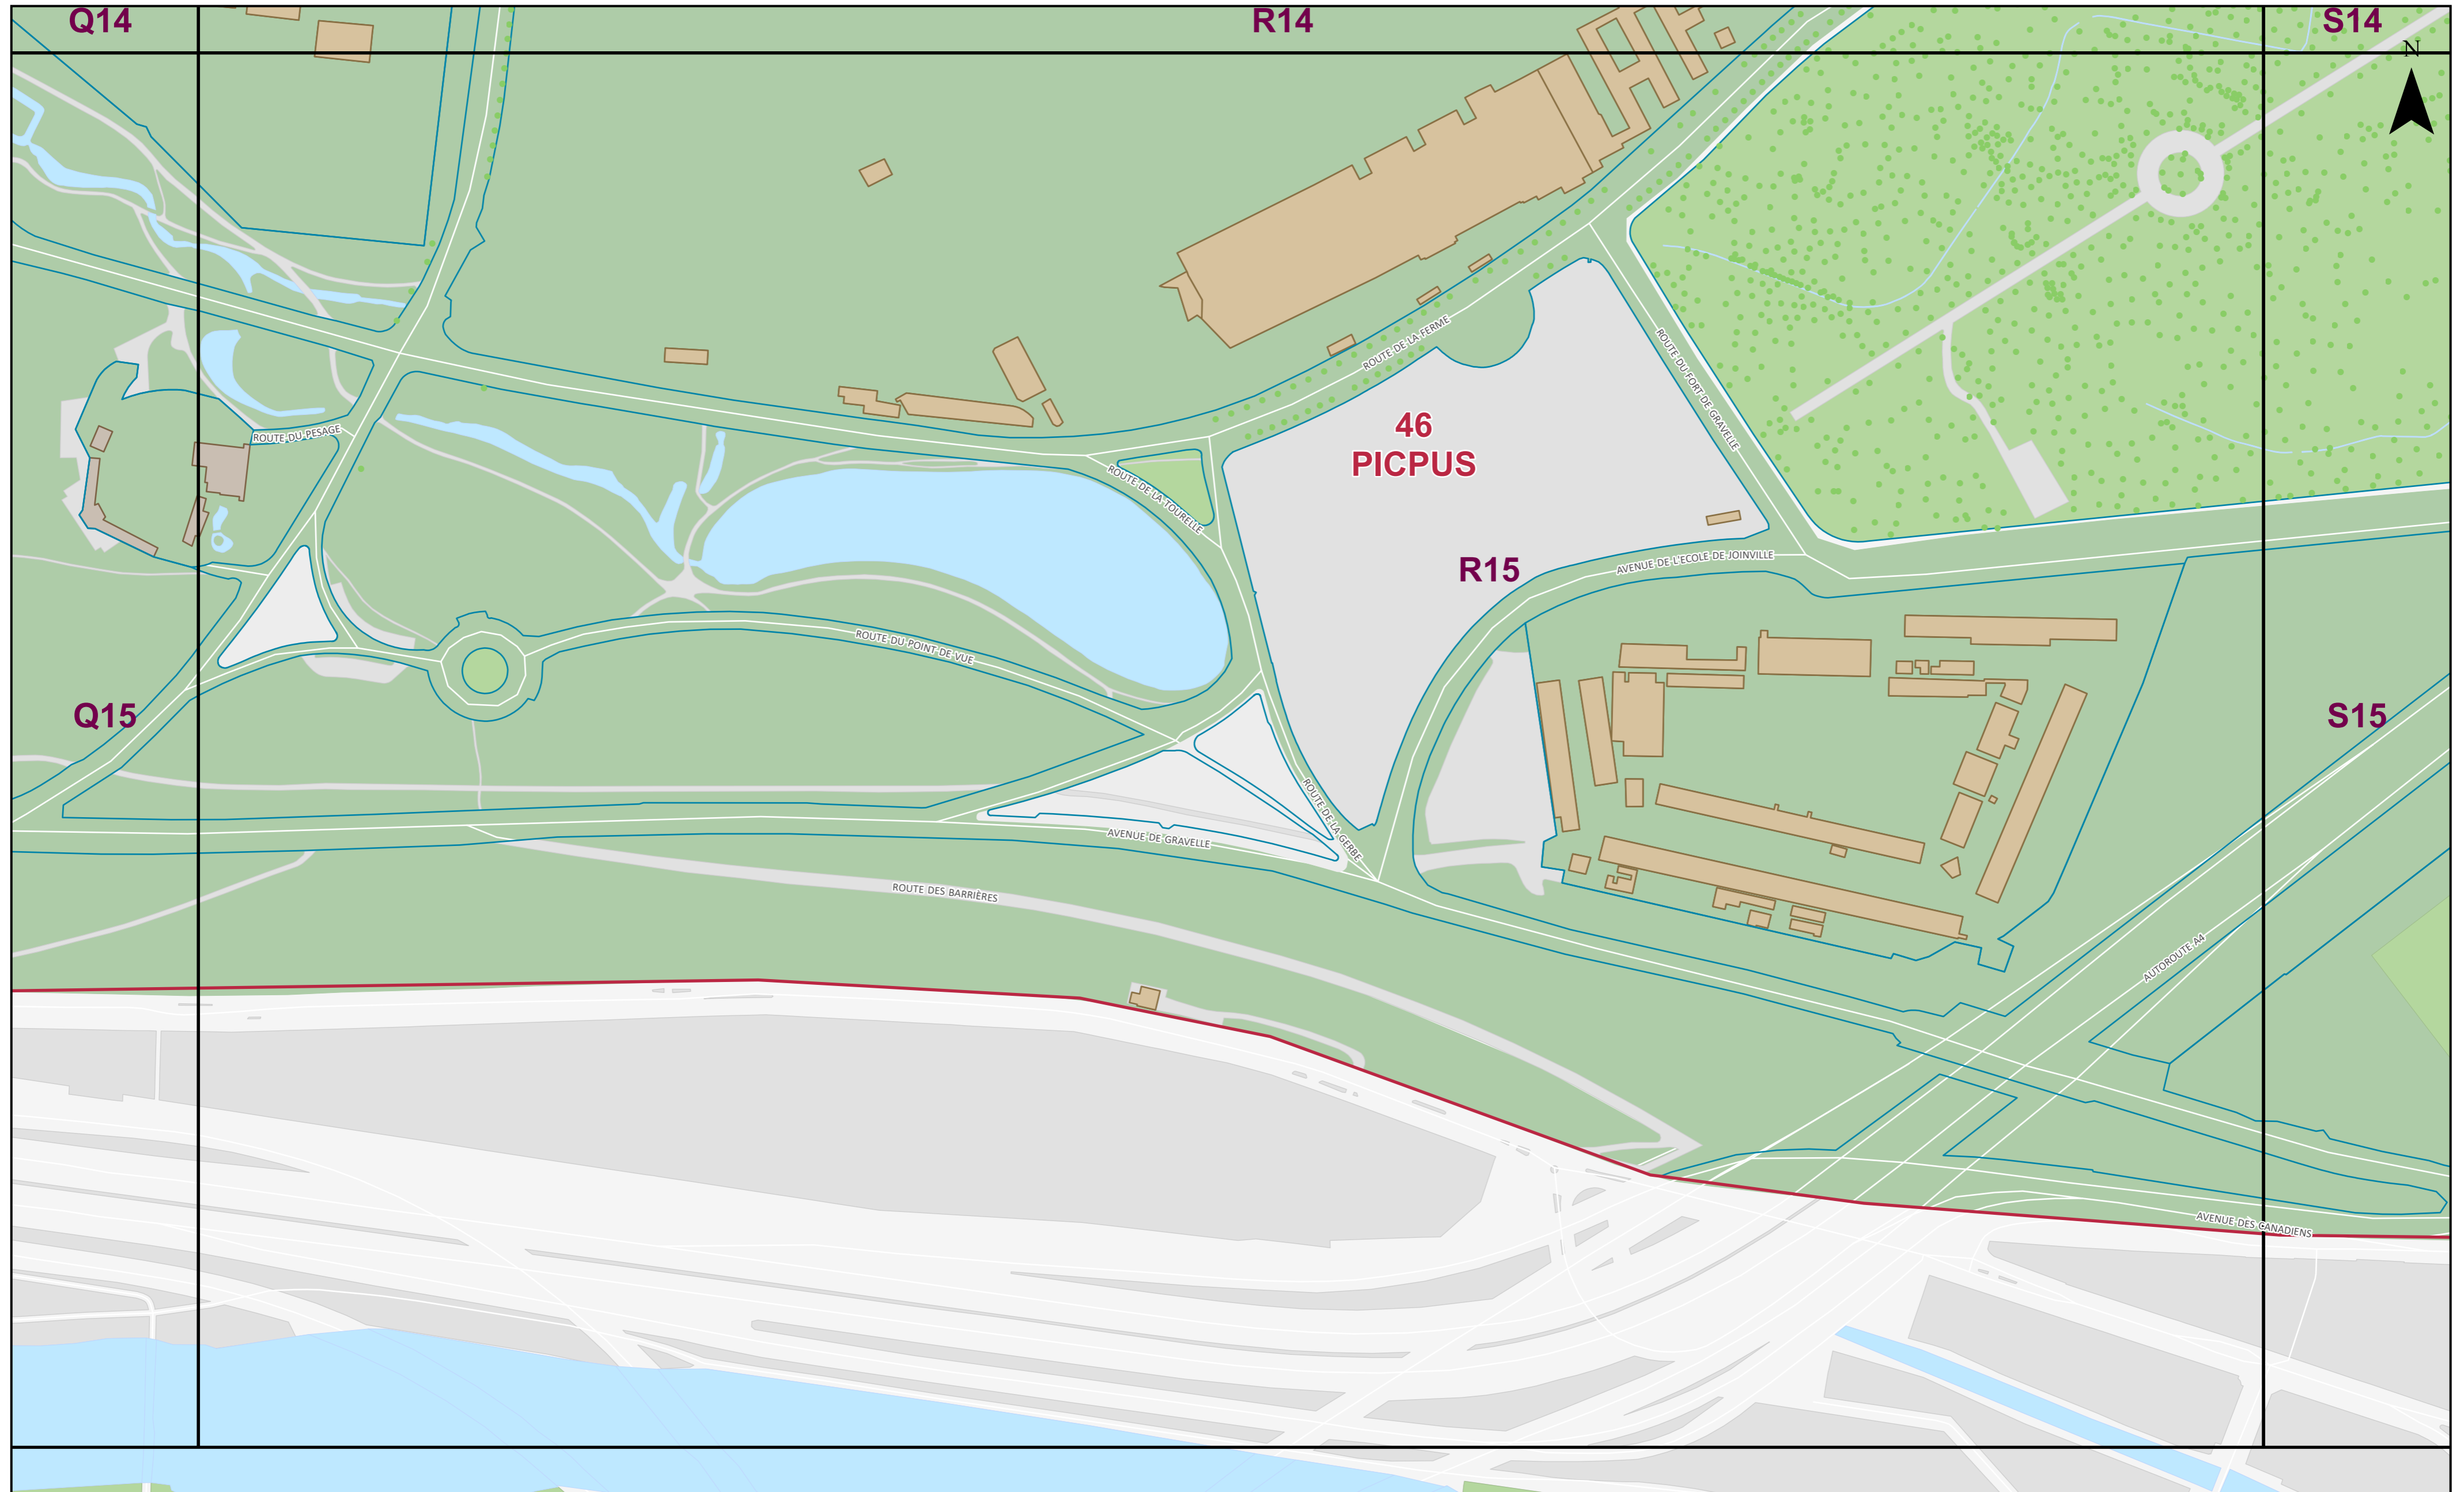 Q14
R14
S14
N
ROUTE DE LA FERME
ROUTE DU FORT DE GRAVELLE
46
PICPUS
ROUTE DU PESAGE
ROUTE DE LA TOURELLE
R15
AVENUE DE L'ECOLE DE JOINVILLE
ROUTE DU POINT DE VUE
Q15
S15
ROUTE DE LA GERBE
AVENUE DE GRAVELLE
ROUTE DES BARRIÈRES
AUTOROUTE A4
AVENUE DES CANADIENS